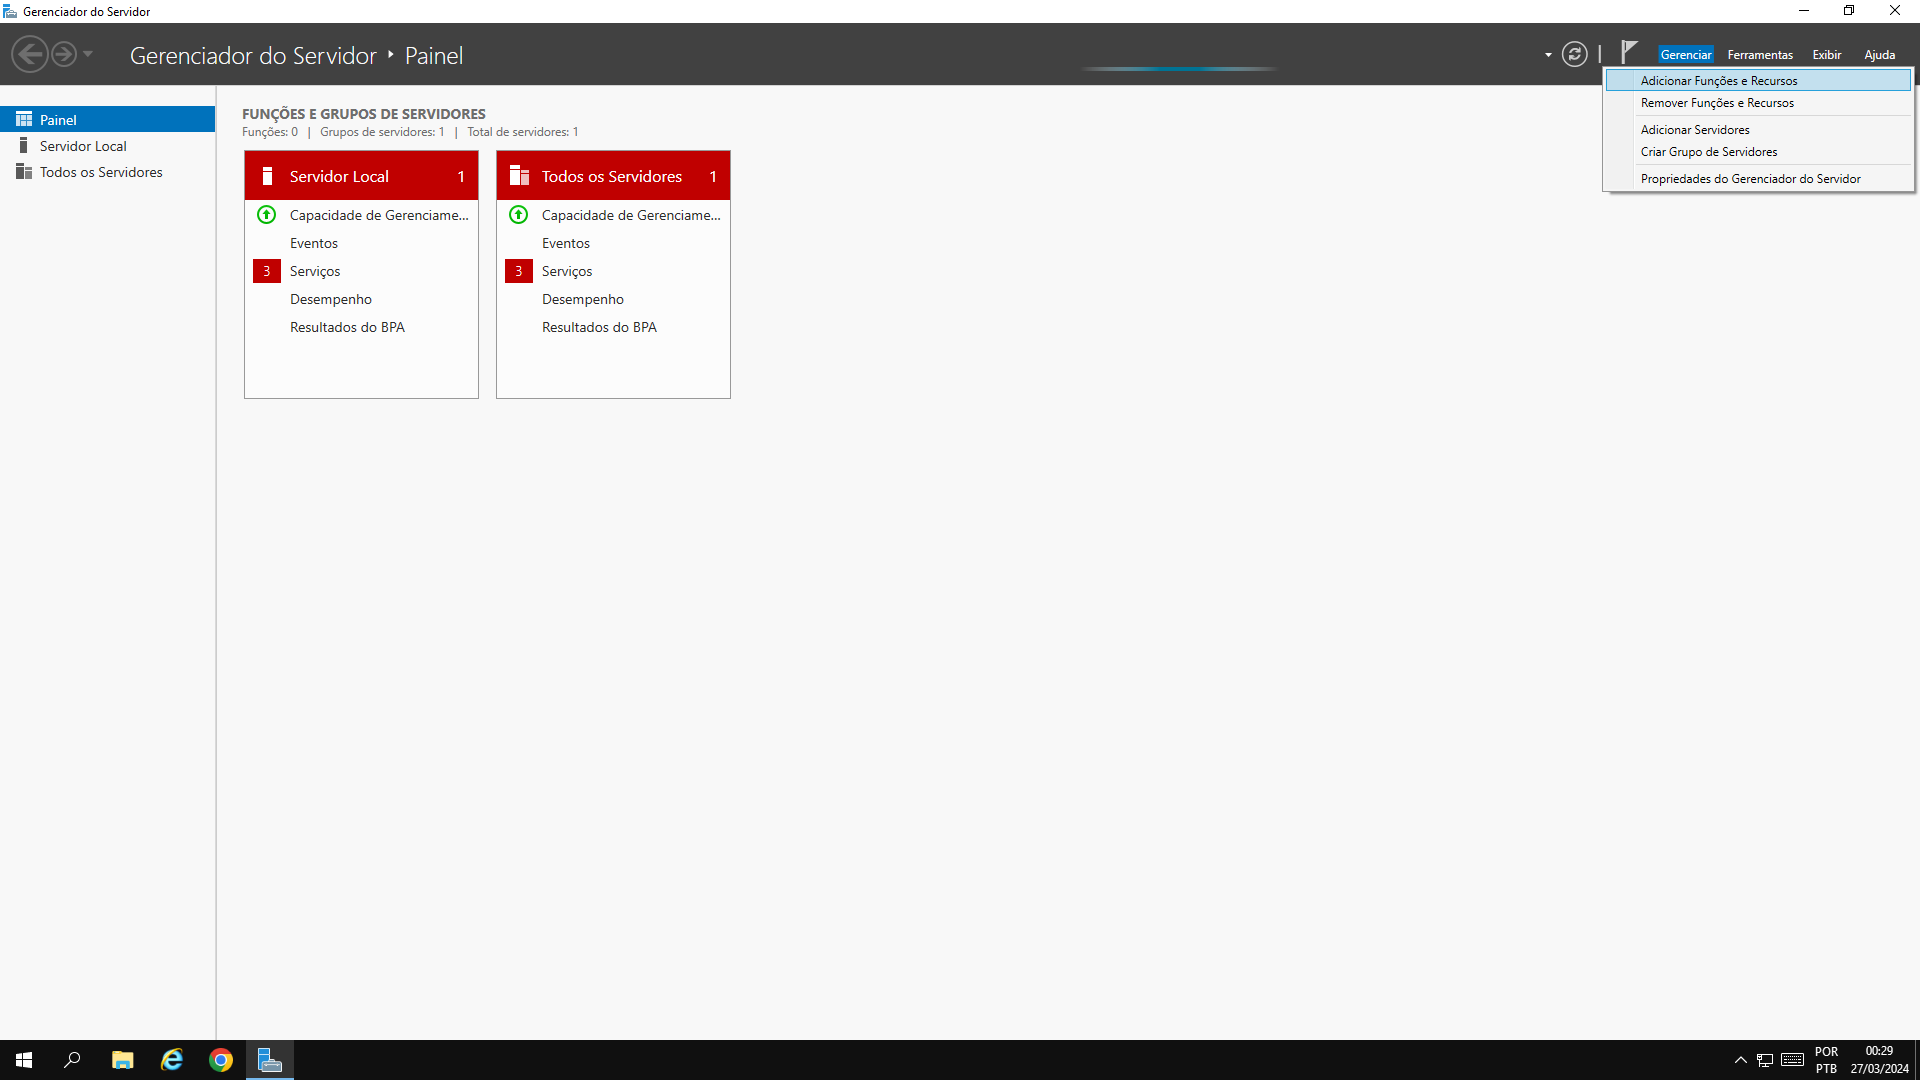 Gerenciador do Servidor
Gerenciador do Servidor Painel
Gerenciar Ferramentas Exibir Ajuda
Adicionar Funções e Recursos
Remover Funções e Recursos
Adicionar Servidores
Criar Grupo de Servidores
Propriedades do Gerenciador do Servidor
Painel
Servidor Local
Todos os Servidores
FUNÇÕES E GRUPOS DE SERVIDORES
Funções: 0 | Grupos de servidores: 1 | Total de servidores: 1
Servidor Local 1
Capacidade de Gerenciame...
Eventos
3 Serviços
Desempenho
Resultados do BPA
Todos os Servidores 1
Capacidade de Gerenciame...
Eventos
3 Serviços
Desempenho
Resultados do BPA
POR
PTB
00:29
27/03/2024